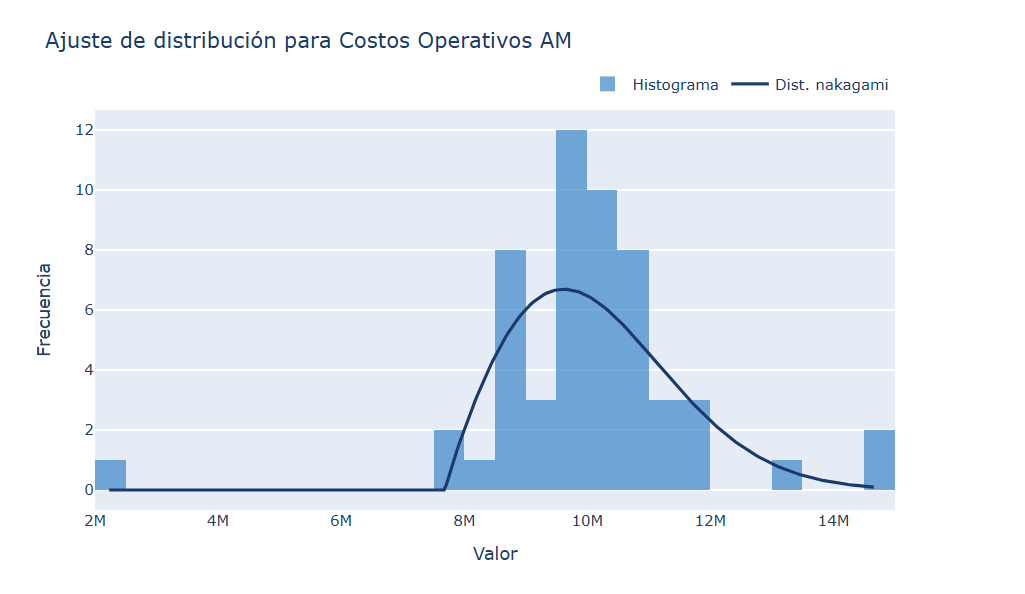 Ajuste de distribución para Costos Operativos AM
Histograma
Dist. nakagami
12
10
8
6
4
2
0
Frecuencia
2M
4M
6M
8M
10M
12M
14M
Valor